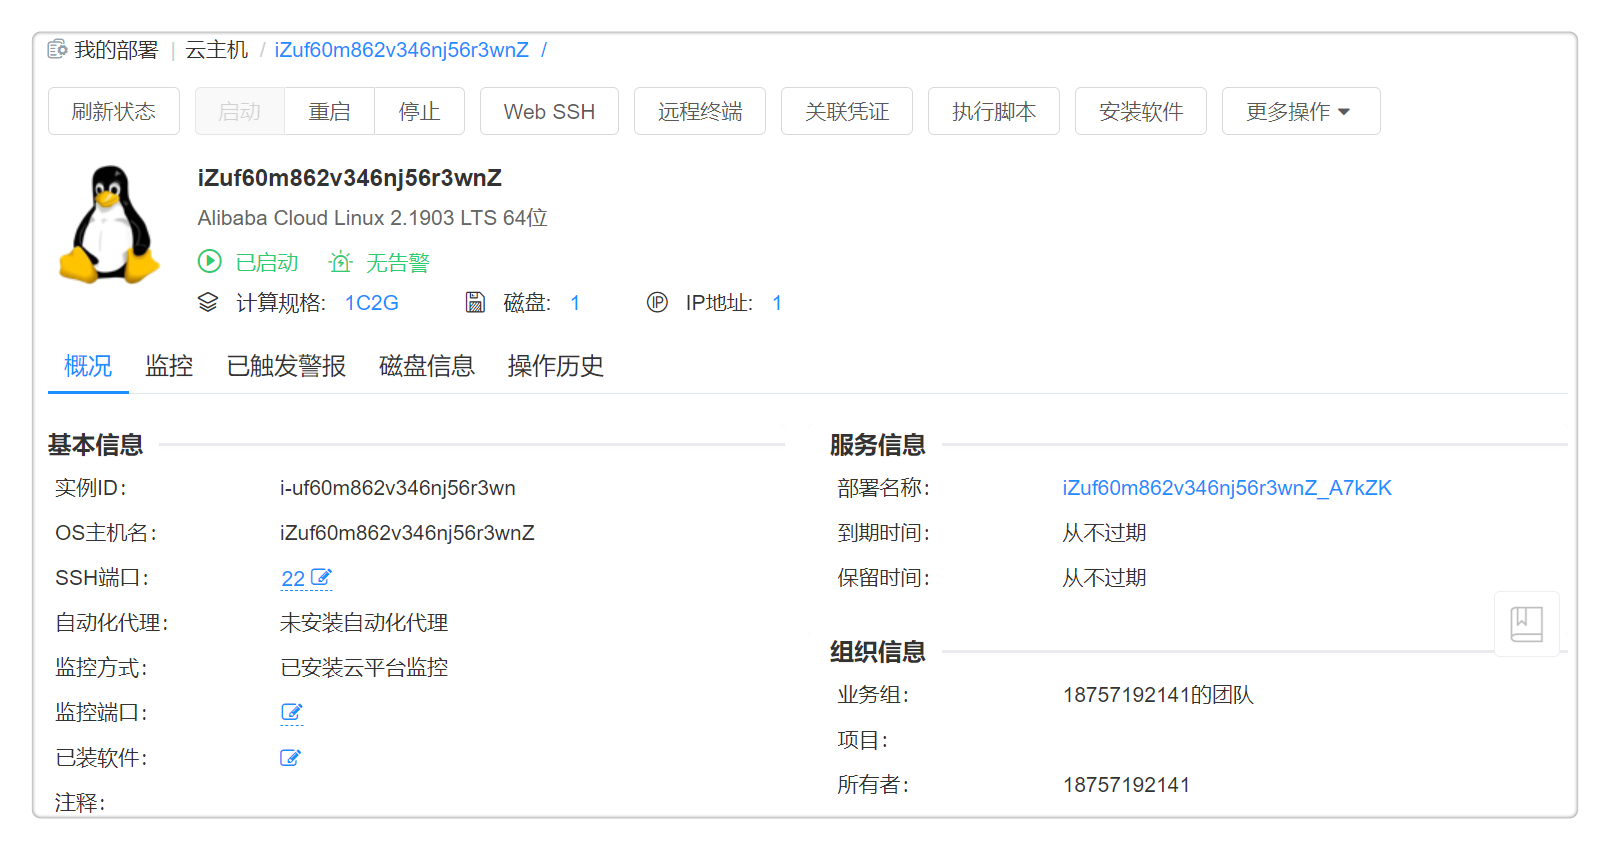 我的部署 | 云主机 / iZuf60m862v346nj56r3wnZ /
刷新状态 启动 重启 停止 Web SSH 远程终端 关联凭证 执行脚本 安装软件 更多操作
iZuf60m862v346nj56r3wnZ
Alibaba Cloud Linux 2.1903 LTS 64位
已启动 无告警
计算规格: 1C2G 磁盘: 1 IP地址: 1
概况 监控 已触发警报 磁盘信息 操作历史
基本信息
实例ID: i-uf60m862v346nj56r3wn
OS主机名: iZuf60m862v346nj56r3wnZ
SSH端口: 22
自动化代理: 未安装自动化代理
监控方式: 已安装云平台监控
监控端口:
已装软件:
注释:
服务信息
部署名称: iZuf60m862v346nj56r3wnZ_A7kZK
到期时间: 从不过期
保留时间: 从不过期
组织信息
业务组: 18757192141的团队
项目:
所有者: 18757192141